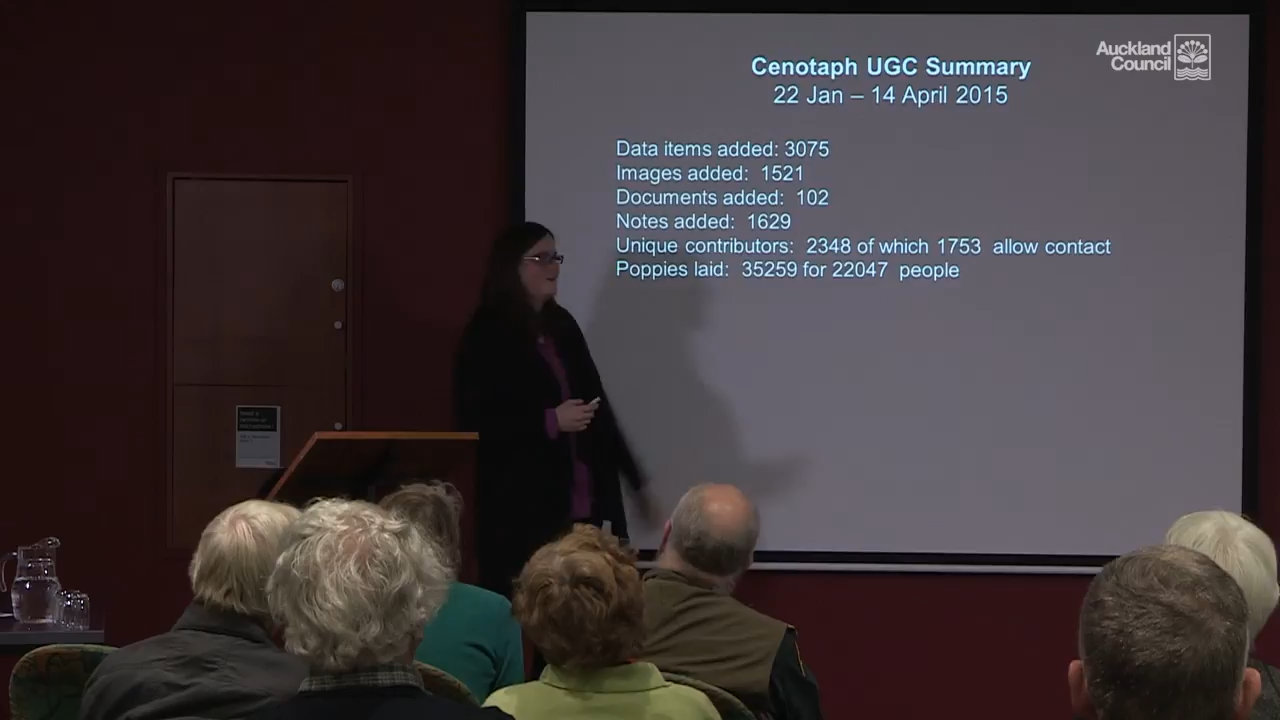 Auckland
Council
Cenotaph UGC Summary
22 Jan – 14 April 2015
Data items added: 3075
Images added: 1521
Documents added: 102
Notes added: 1629
Unique contributors: 2348 of which 1753 allow contact
Poppies laid: 35259 for 22047 people